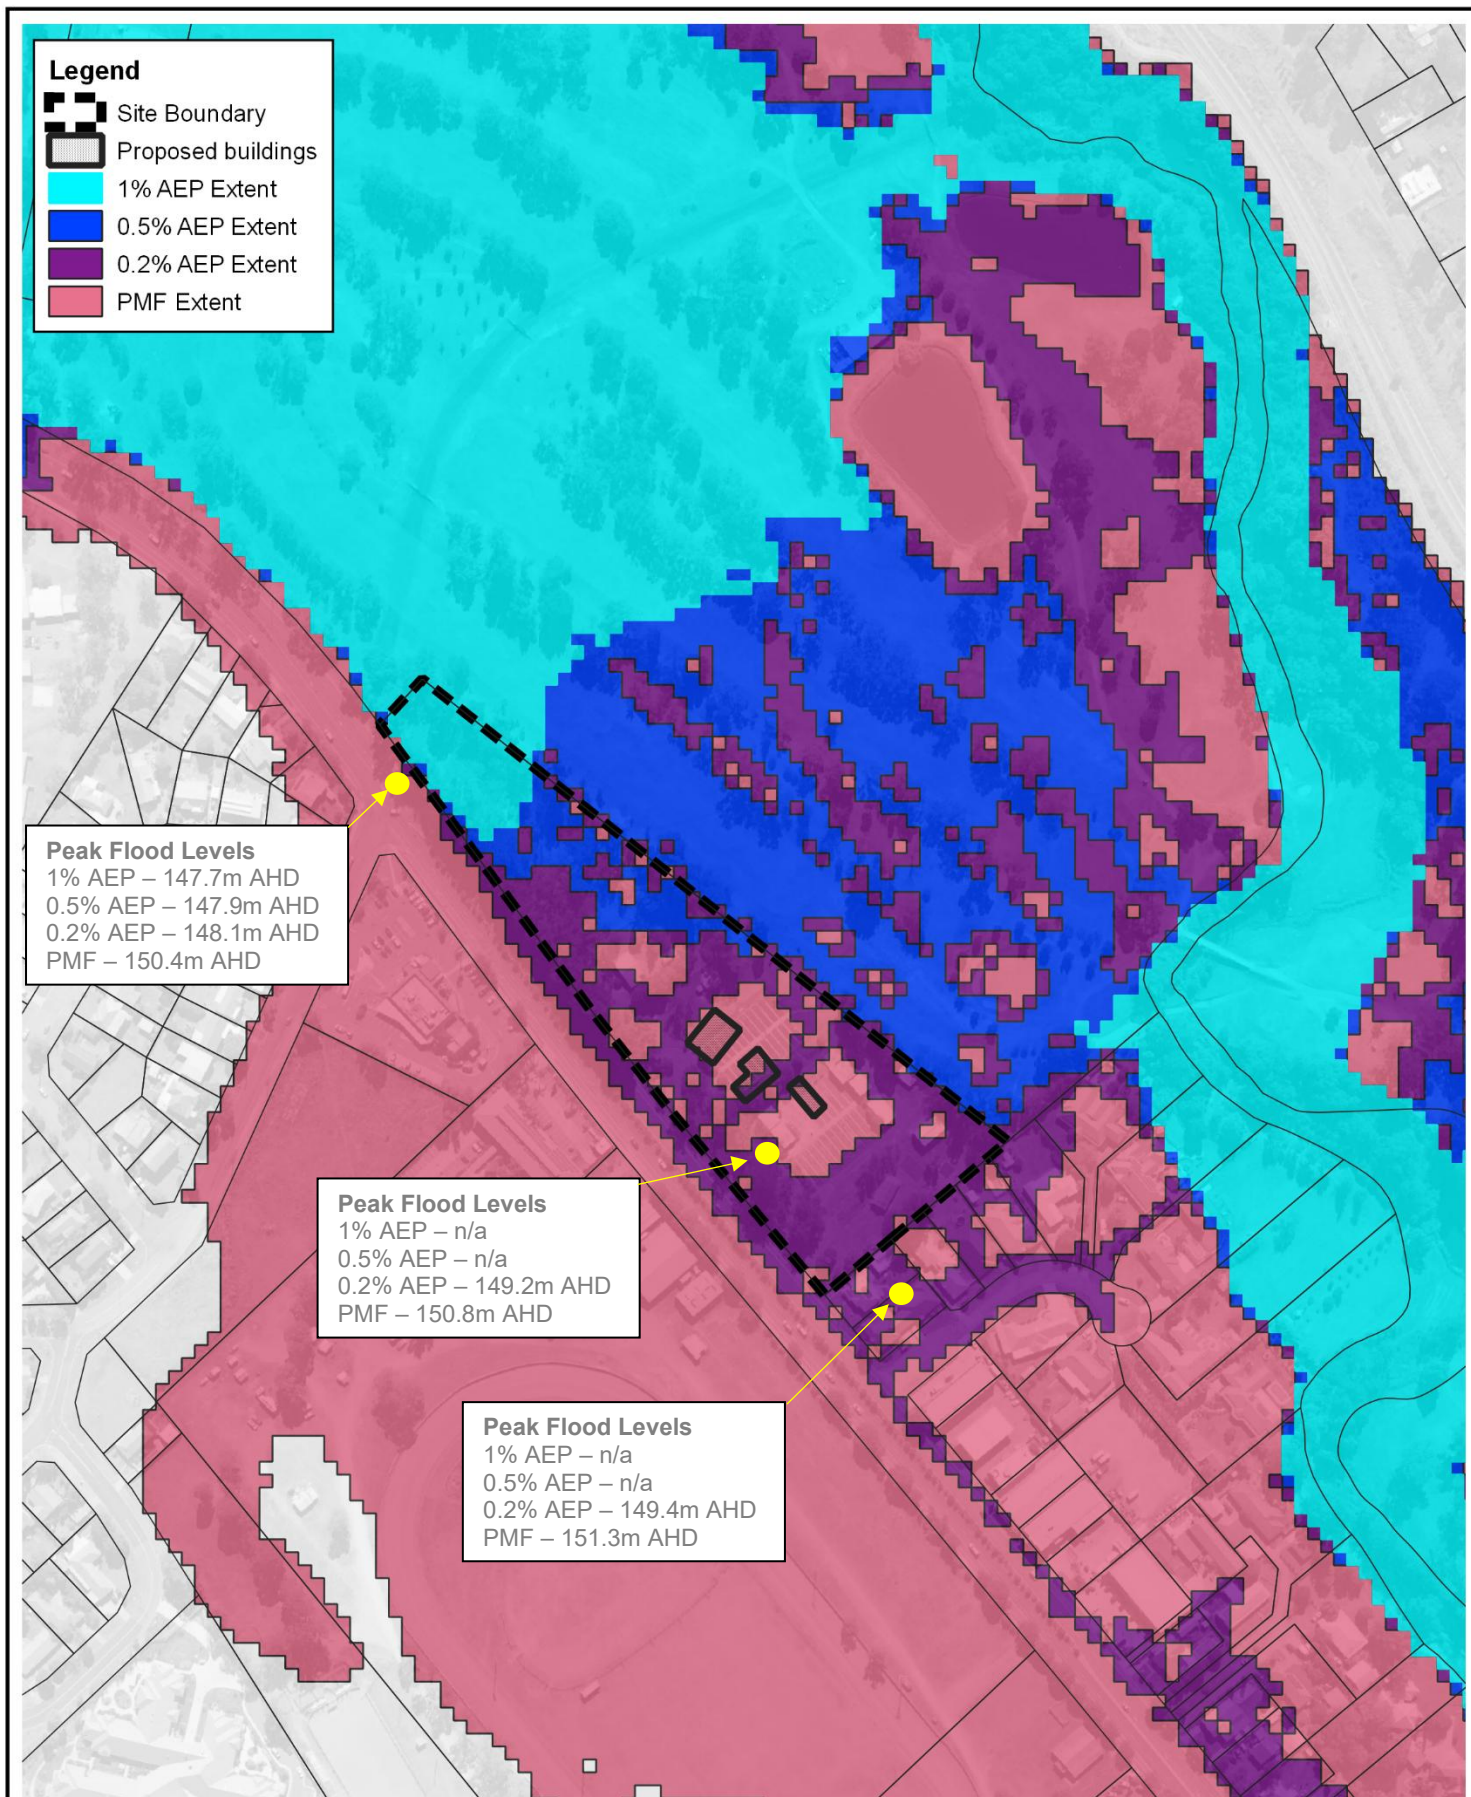 Legend
Site Boundary
Proposed buildings
1% AEP Extent
0.5% AEP Extent
0.2% AEP Extent
PMF Extent
Peak Flood Levels
1% AEP – 147.7m AHD
0.5% AEP – 147.9m AHD
0.2% AEP – 148.1m AHD
PMF – 150.4m AHD
Peak Flood Levels
1% AEP – n/a
0.5% AEP – n/a
0.2% AEP – 149.2m AHD
PMF – 150.8m AHD
Peak Flood Levels
1% AEP – n/a
0.5% AEP – n/a
0.2% AEP – 149.4m AHD
PMF – 151.3m AHD